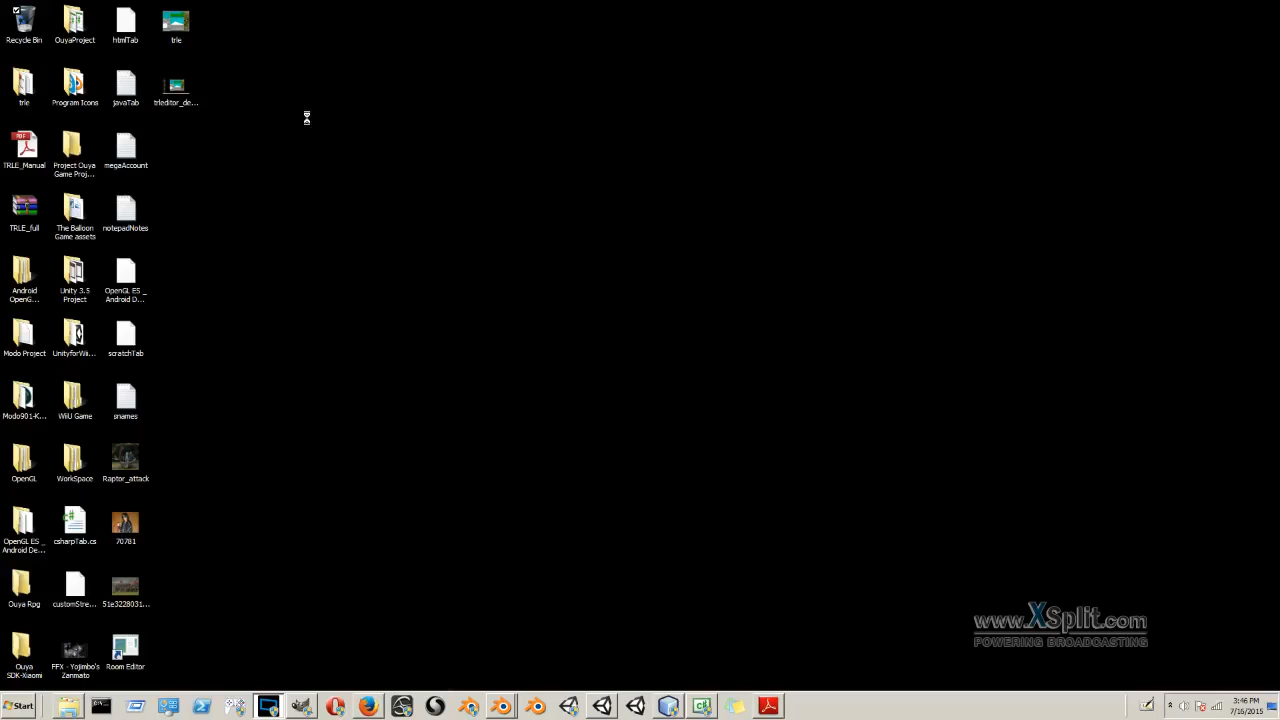 Recycle Bin
OuyaProject
htmlTab
trle
trle
Program Icons
javaTab
trleditor_de...
TRLE_Manual
Project Ouya
Game Proj...
megaAccount
TRLE_full
The Balloon
Game assets
notepadNotes
Android
OpenG...
Unity 3.5
Project
OpenGL ES _
Android D...
Modo Project
UnityforWii...
scratchTab
Modo901-K...
WiiU Game
snames
OpenGL
WorkSpace
Raptor_attack
OpenGL ES _
Android De...
csharpTab.cs
70781
Ouya Rpg
customStre...
51e3228031...
Ouya
SDK-Xiaomi
FFX - Yojimbo's
Zanmato
Room Editor
PDF
www.XSplit.com
POWERING BROADCASTING
Start
3:46 PM
7/16/2015